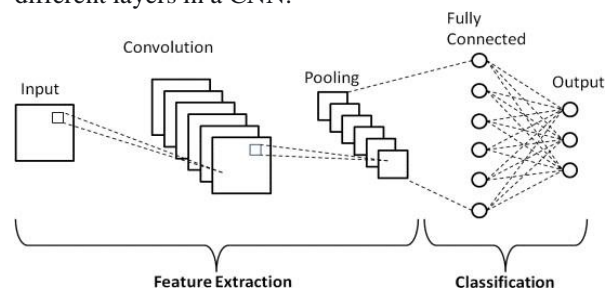 different layers in a CNN.
Fully
Connected
Convolution
Pooling
Input
Output
Feature Extraction
Classification